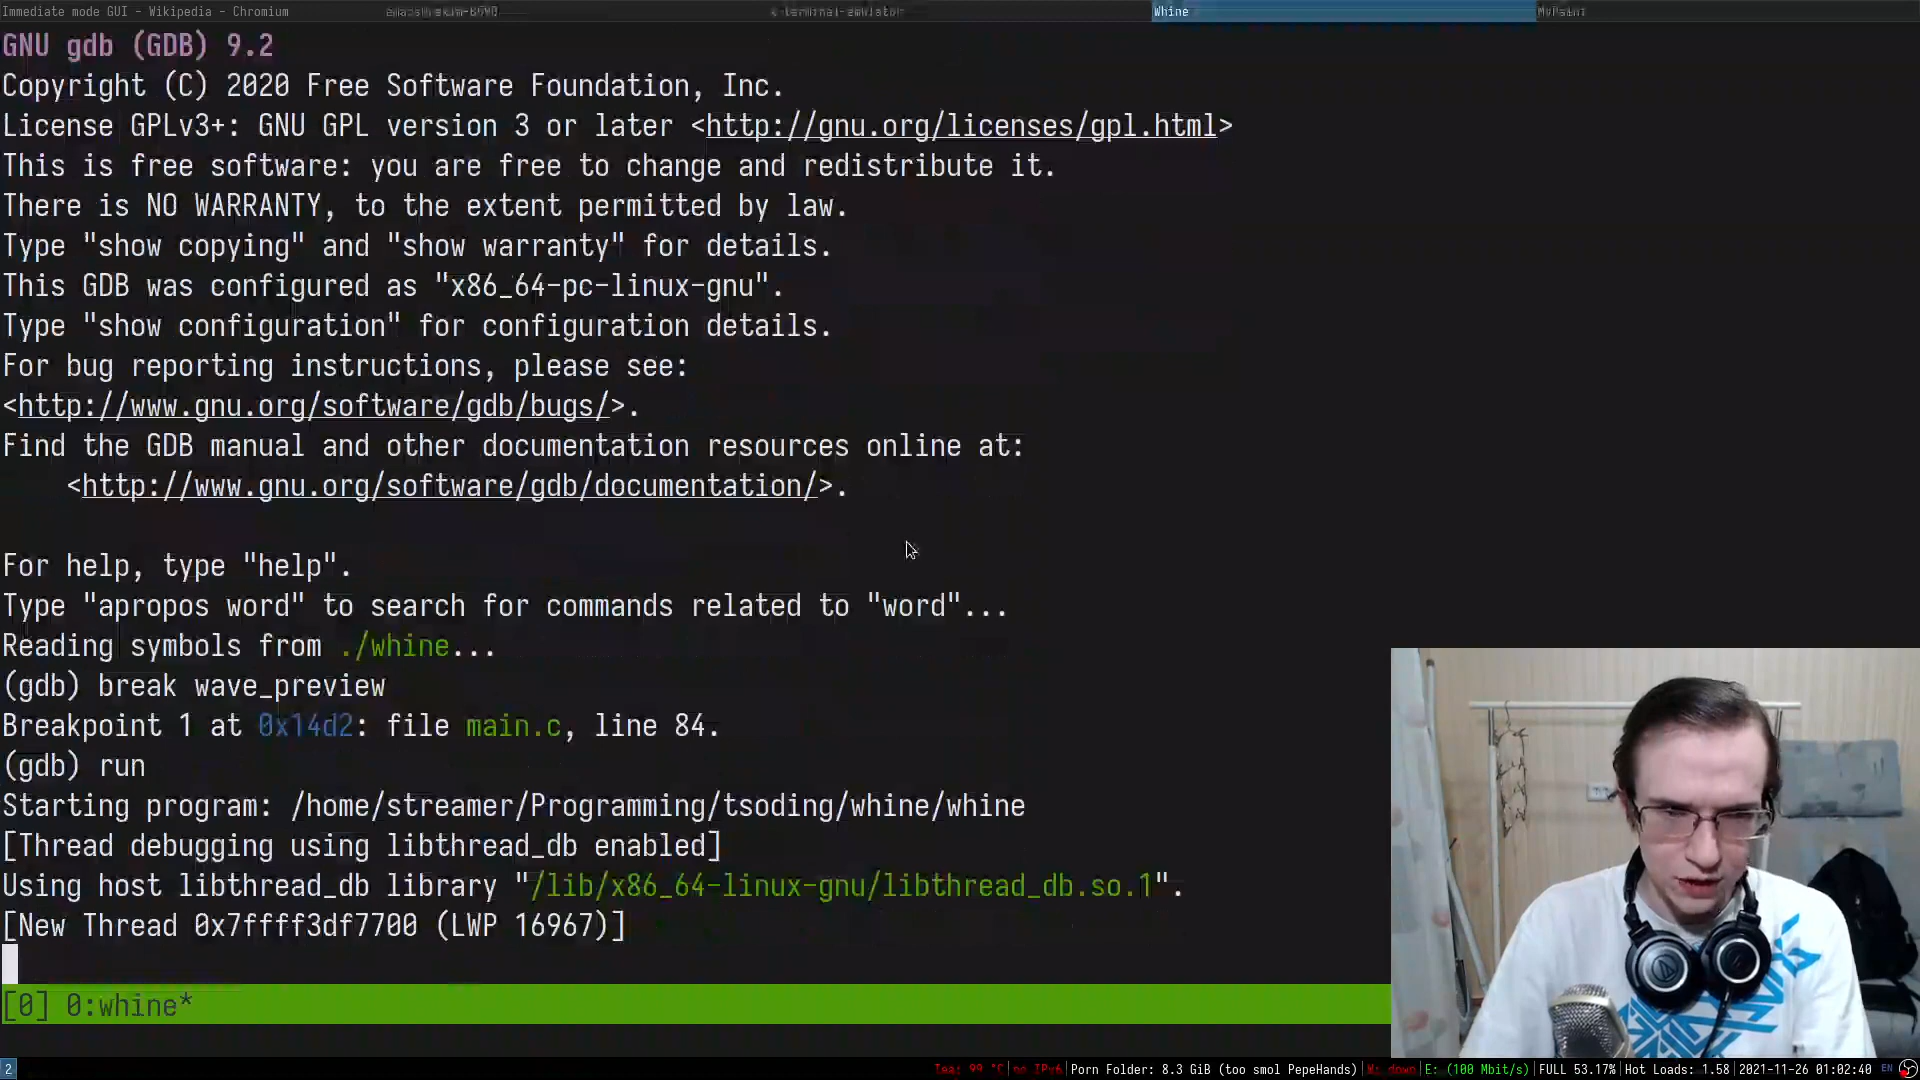 Immediate mode GUI - Wikipedia - Chromium
Whine
MyPaint
GNU gdb (GDB) 9.2
Copyright (C) 2020 Free Software Foundation, Inc.
License GPLv3+: GNU GPL version 3 or later <http://gnu.org/licenses/gpl.html>
This is free software: you are free to change and redistribute it.
There is NO WARRANTY, to the extent permitted by law.
Type "show copying" and "show warranty" for details.
This GDB was configured as "x86_64-pc-linux-gnu".
Type "show configuration" for configuration details.
For bug reporting instructions, please see:
<http://www.gnu.org/software/gdb/bugs/>.
Find the GDB manual and other documentation resources online at:
<http://www.gnu.org/software/gdb/documentation/>.
For help, type "help".
Type "apropos word" to search for commands related to "word"...
Reading symbols from ./whine...
(gdb) break wave_preview
Breakpoint 1 at 0x14d2: file main.c, line 84.
(gdb) run
Starting program: /home/streamer/Programming/tsoding/whine/whine
[Thread debugging using libthread_db enabled]
Using host libthread_db library "/lib/x86_64-linux-gnu/libthread_db.so.1".
[New Thread 0x7ffff3df7700 (LWP 16967)]
[0] 0:whine*
2
Tea: 99 °C|no IPv6|Porn Folder: 8.3 GiB (too smol PepeHands)|W: down|E: (100 Mbit/s)|FULL 53.17%|Hot Loads: 1.58|2021-11-26 01:02:40 EN